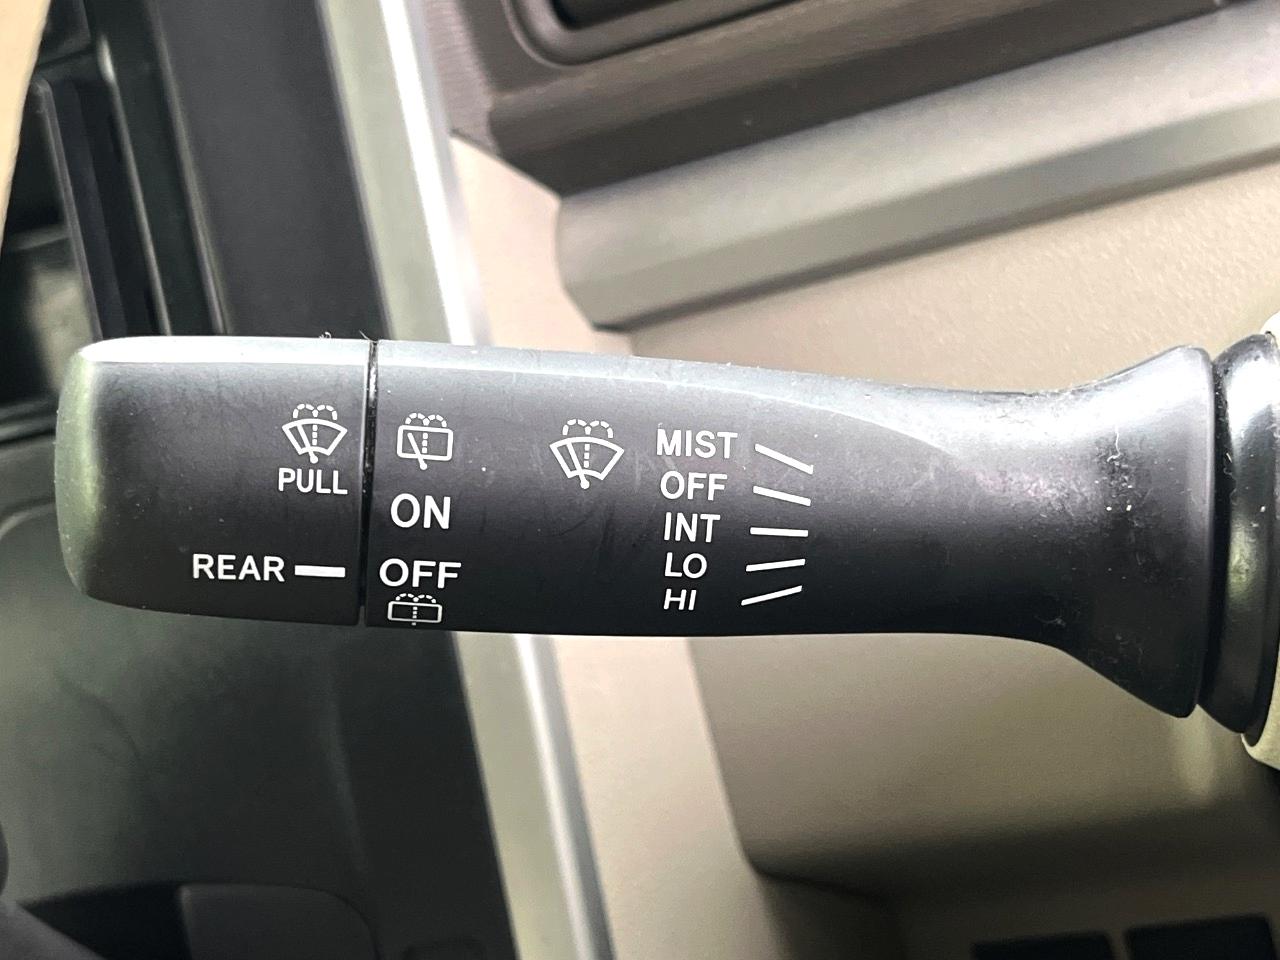 PULL
REAR
ON
OFF
MIST
OFF
INT
LO
HI